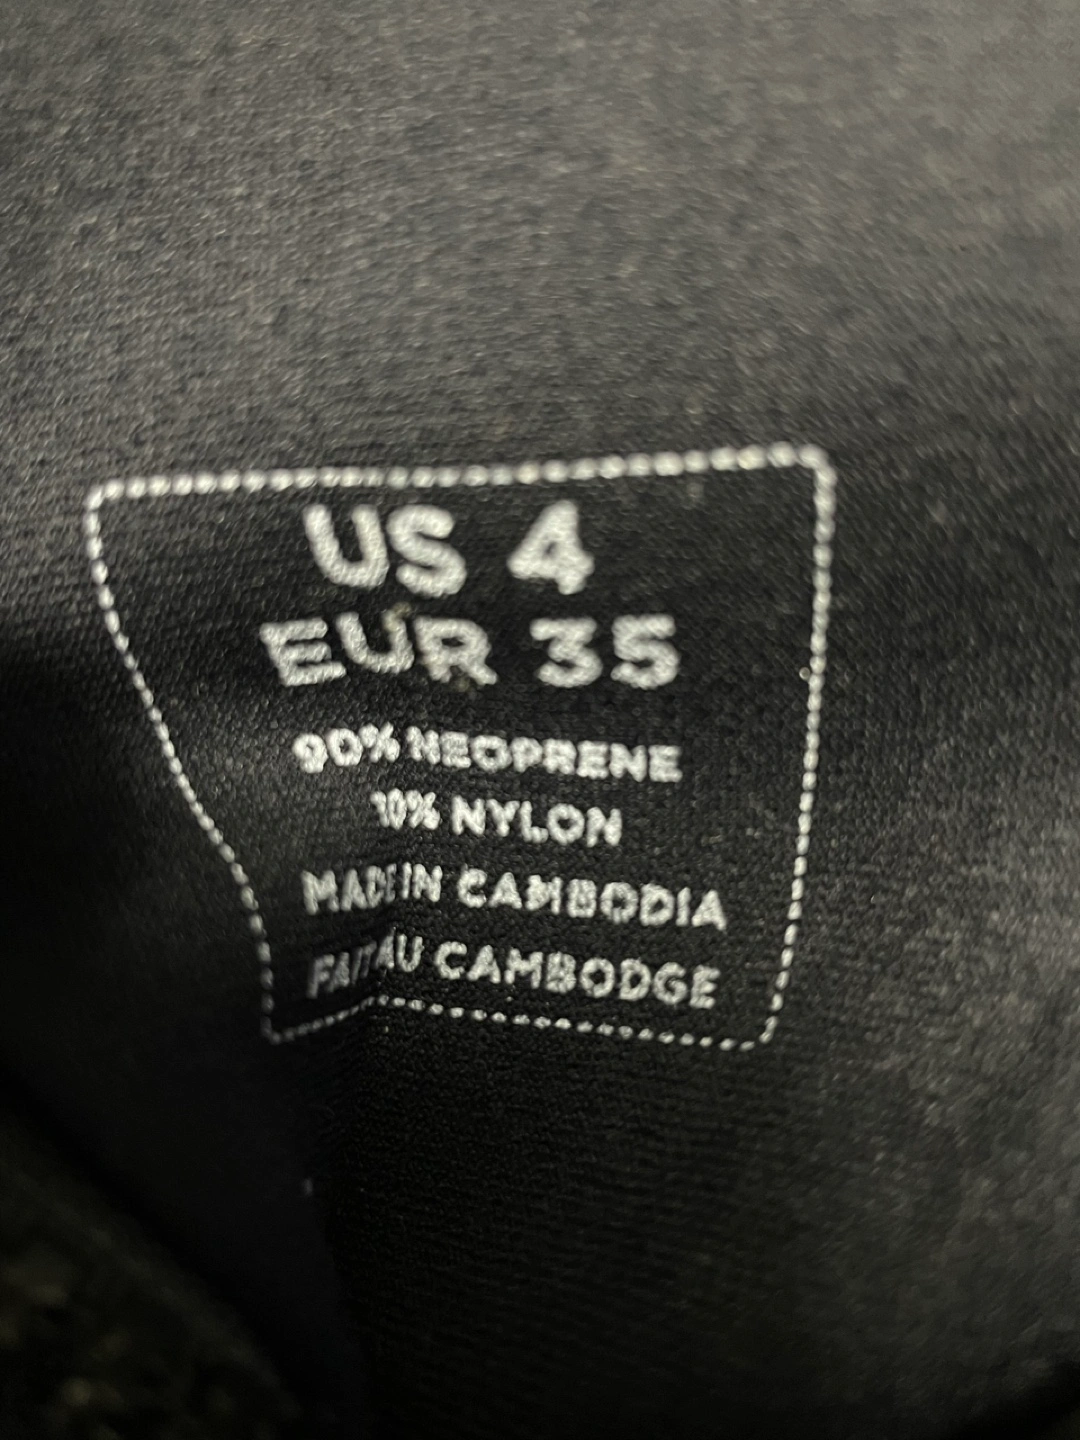 US 4
EUR 35
90% NEOPRENE
10% NYLON
MADE IN CAMBODIA
FAIT AU CAMBODGE